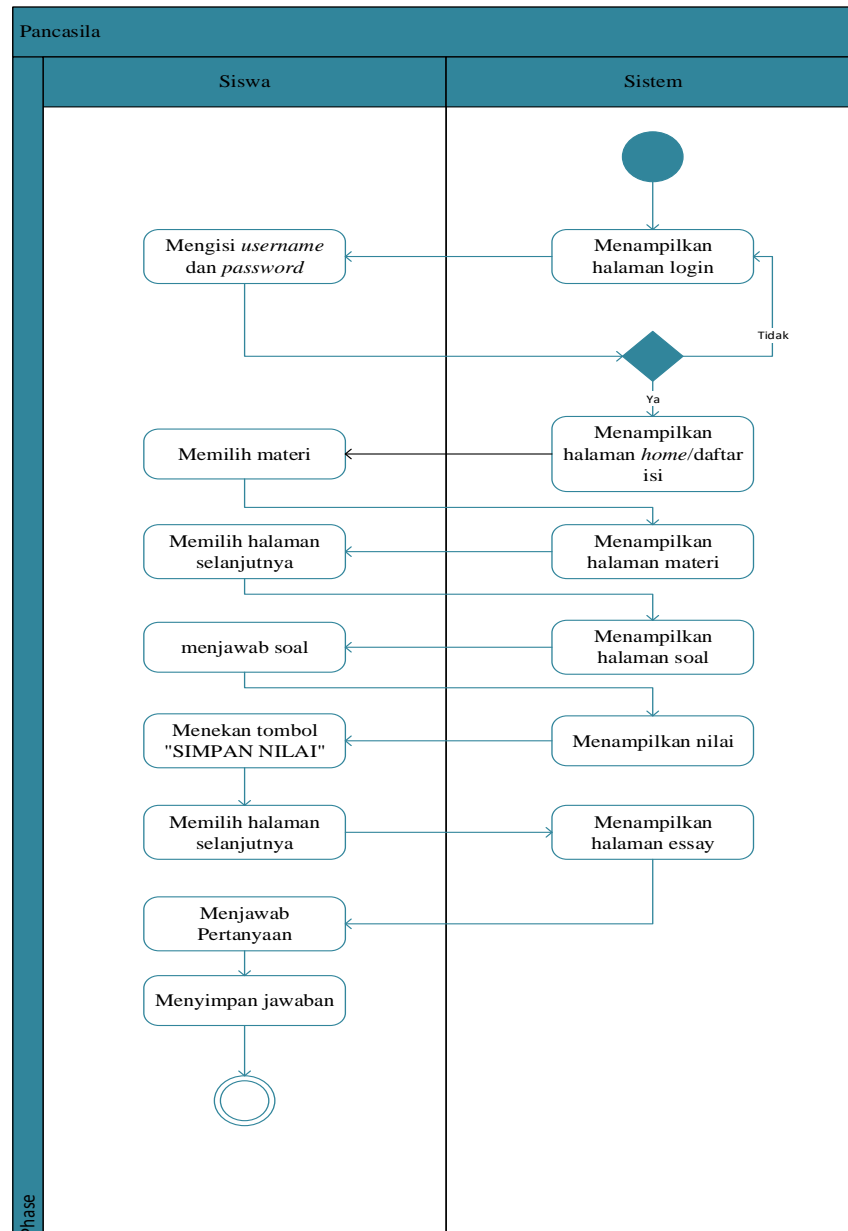 Pancasila
Siswa
Sistem
Mengisi username
dan password
Menampilkan
halaman login
Tidak
Ya
Memilih materi
Menampilkan
halaman home/daftar
isi
Memilih halaman
selanjutnya
Menampilkan
halaman materi
menjawab soal
Menampilkan
halaman soal
Menekan tombol
"SIMPAN NILAI"
Menampilkan nilai
Memilih halaman
selanjutnya
Menampilkan
halaman essay
Menjawab
Pertanyaan
Menyimpan jawaban
Phase